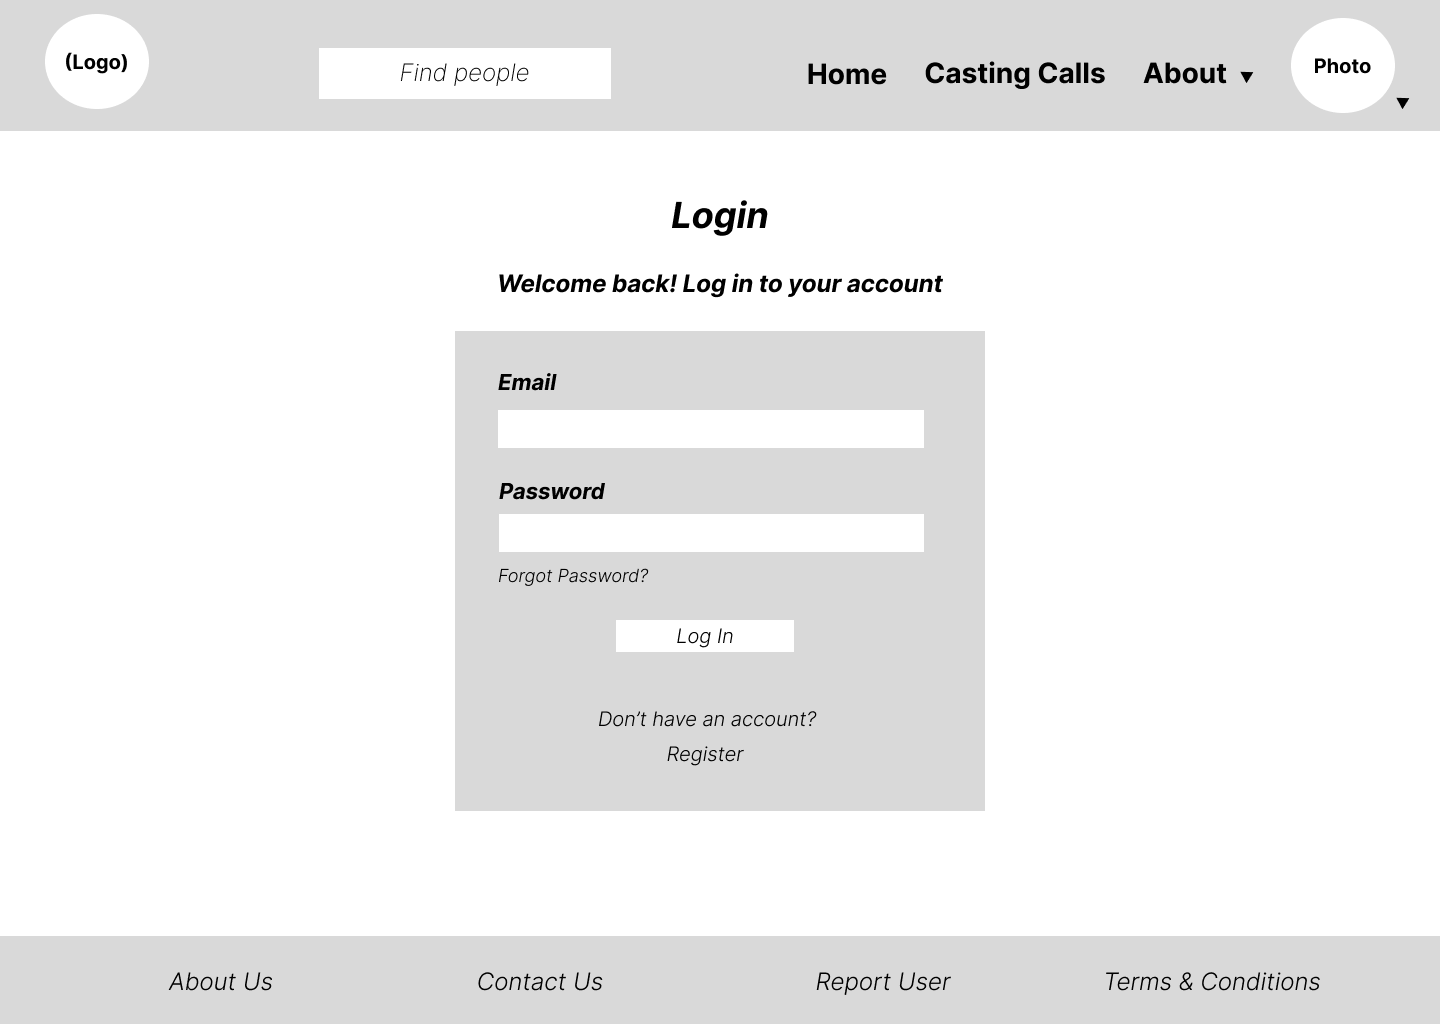 (Logo)
Find people
Home
Casting Calls
About ▼
Photo
▼
Login
Welcome back! Log in to your account
Email
Password
Forgot Password?
Log In
Don’t have an account?
Register
About Us
Contact Us
Report User
Terms & Conditions